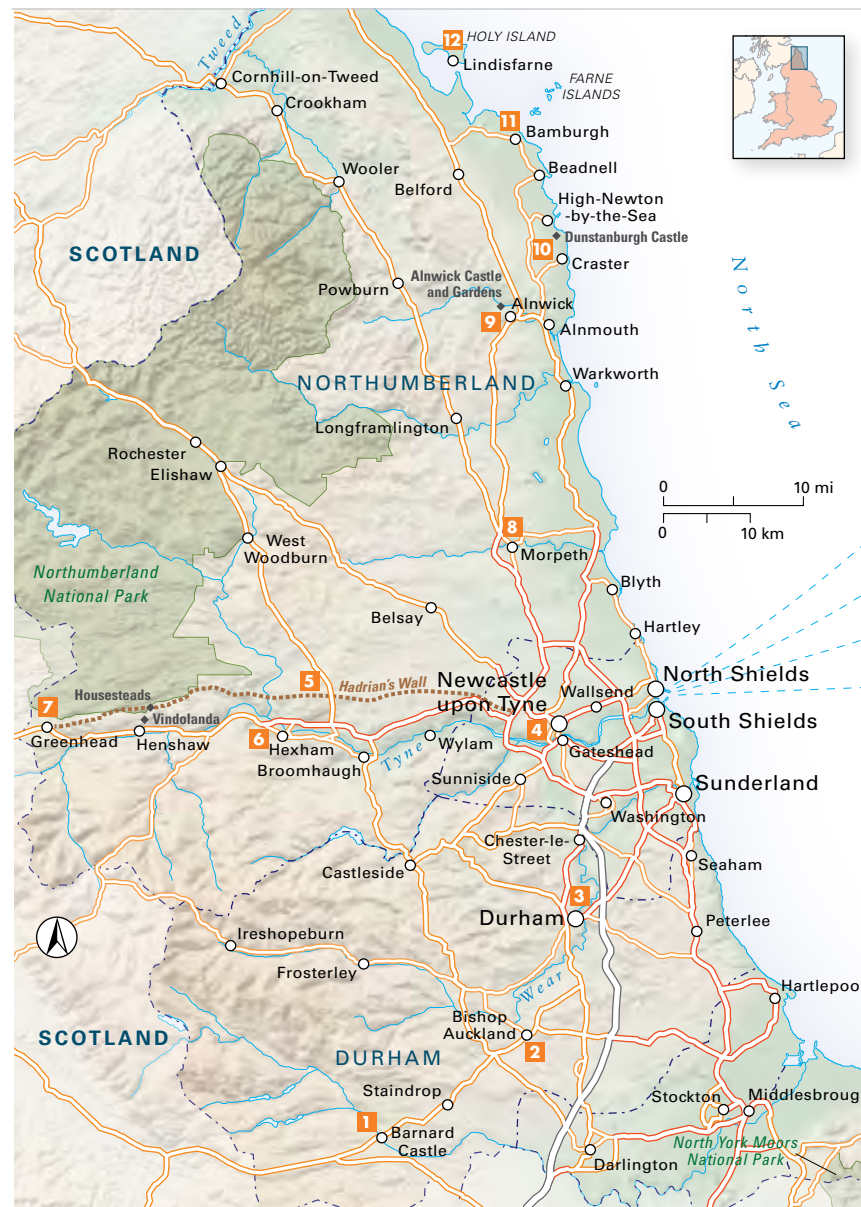 12
HOLY ISLAND
Tweed
Lindisfarne
Cornhill-on-Tweed
FARNE
ISLANDS
Crookham
11
Bamburgh
Wooler
Belford
Beadnell
High-Newton
-by-the-Sea
SCOTLAND
Dunstanburgh Castle
10
Craster
Alnwick Castle
and Gardens
Powburn
Alnwick
9
Alnmouth
North Sea
NORTHUMBERLAND
Warkworth
Longframlington
Rochester
Elishaw
0 10 mi
0 10 km
8
West
Woodburn
Morpeth
Northumberland
National Park
Blyth
Belsay
Hartley
5
Hadrian's Wall
Newcastle
upon Tyne
North Shields
Housesteads
Wallsend
7
Vindolanda
South Shields
4
Greenhead
Henshaw
6
Hexham
Tyne
Wylam
Gateshead
Broomhaugh
Sunniside
Sunderland
Washington
Chester-le-
Street
Castleside
Seaham
3
Durham
Peterlee
Ireshopeburn
Frosterley
Wear
Hartlepoo
Bishop
Auckland
SCOTLAND
2
DURHAM
Staindrop
Stockton
Middlesbroug
1
Barnard
Castle
North York Moors
National Park
Darlington